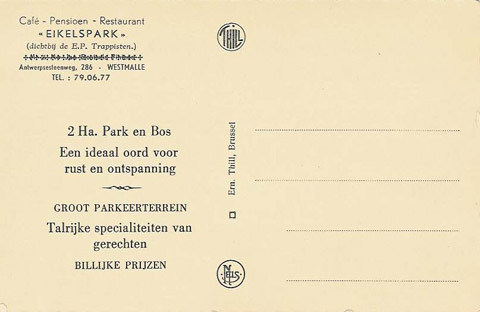 Café - Pensioen - Restaurant
« EIKELSPARK »
(dichtbij de E.P. Trappisten.)
Antwerpsesteenweg, 286 - WESTMALLE
TEL. : 79.06.77
2 Ha. Park en Bos
Een ideaal oord voor
rust en ontspanning
GROOT PARKEERTERREIN
Talrijke specialiteiten van
gerechten
BILLIJKE PRIJZEN
THILL
Ern. Thill, Brussel
NELS